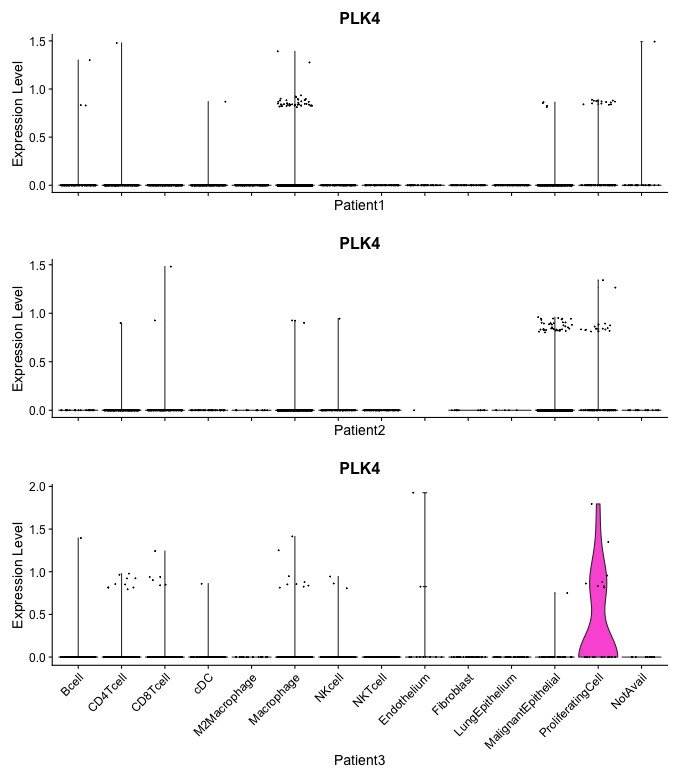 PLK4
Expression Level
1.5
1.0
0.5
0.0
Patient1
PLK4
Expression Level
1.5
1.0
0.5
0.0
Patient2
PLK4
Expression Level
2.0
1.5
1.0
0.5
0.0
Bcell
CD4Tcell
CD8Tcell
cDC
M2Macrophage
Macrophage
NKcell
NKTcell
Endothelium
Fibroblast
LungEpithelium
MalignantEpithelial
ProliferatingCell
NotAvail
Patient3